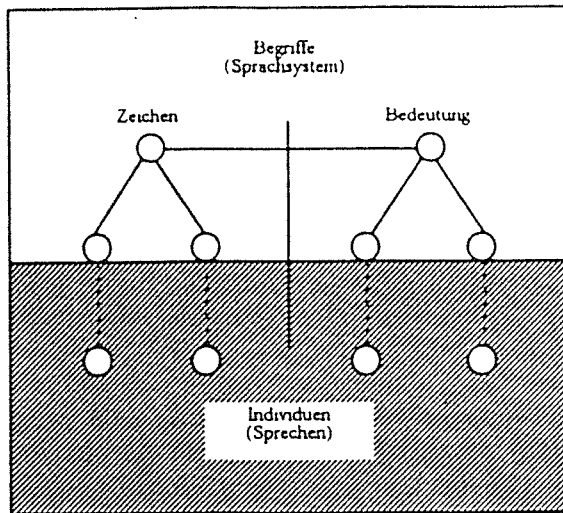 Begriffe
(Sprachsystem)
Zeichen
Bedeutung
Individuen
(Sprechen)